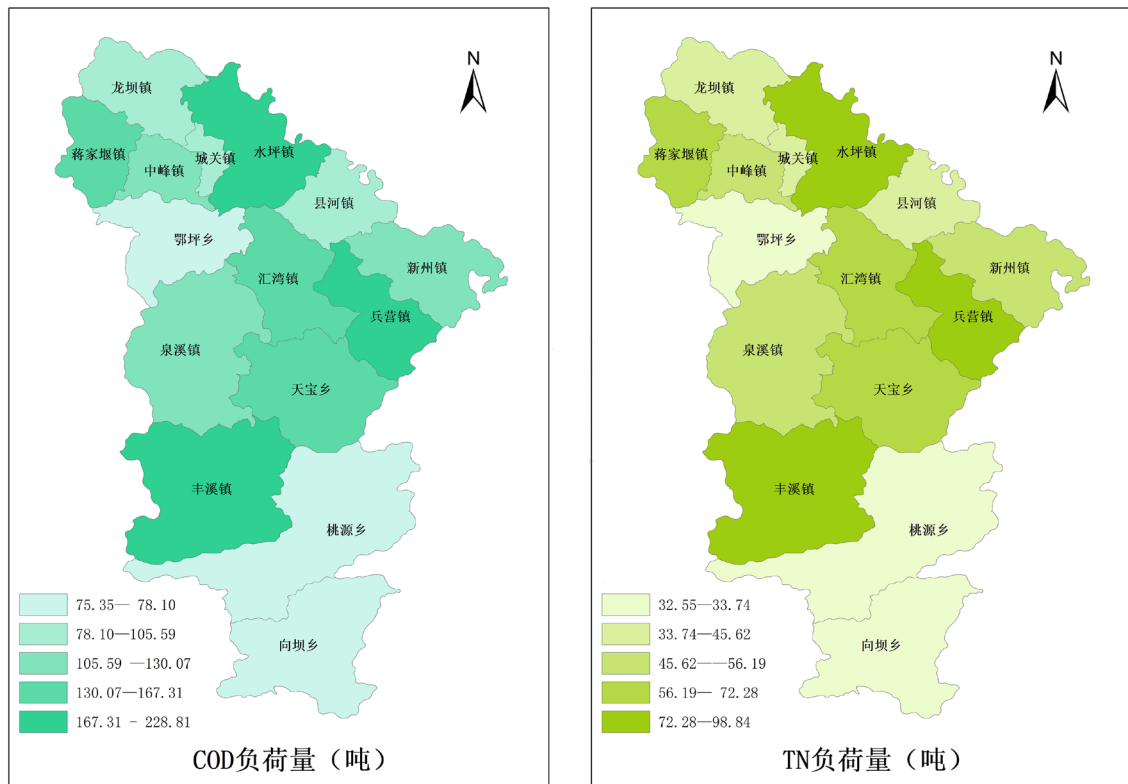 N
龙坝镇
蒋家堰镇
中峰镇
城关镇
水坪镇
县河镇
鄂坪乡
汇湾镇
新州镇
兵营镇
泉溪镇
天宝乡
丰溪镇
桃源乡
向坝乡
75.35— 78.10
78.10—105.59
105.59 —130.07
130.07—167.31
167.31 - 228.81
COD负荷量（吨）
N
龙坝镇
蒋家堰镇
中峰镇
城关镇
水坪镇
县河镇
鄂坪乡
汇湾镇
新州镇
兵营镇
泉溪镇
天宝乡
丰溪镇
桃源乡
向坝乡
32.55—33.74
33.74—45.62
45.62——56.19
56.19— 72.28
72.28—98.84
TN负荷量（吨）